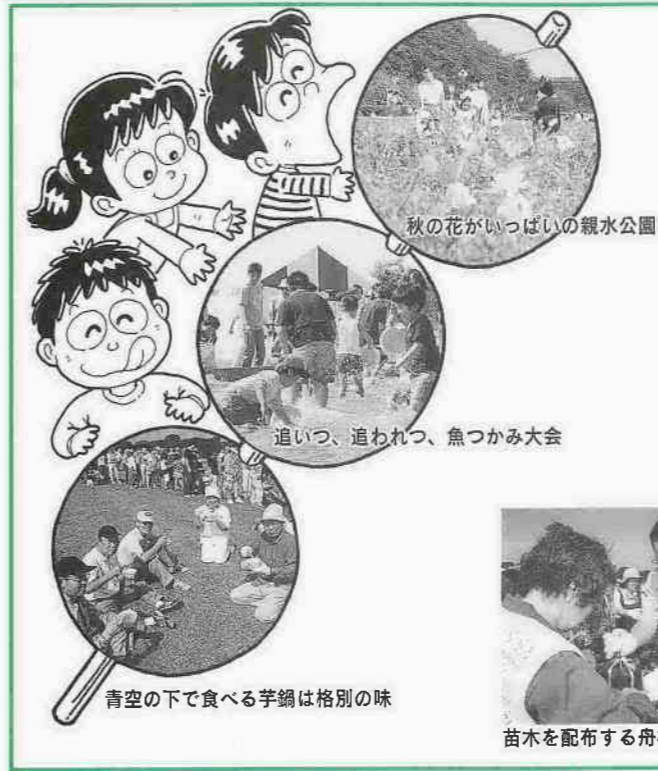 秋の花がいっぱいの親水公園
追いつ、追われつ、魚つかみ大会
青空の下で食べる芋鍋は格別の味
苗木を配布する舟